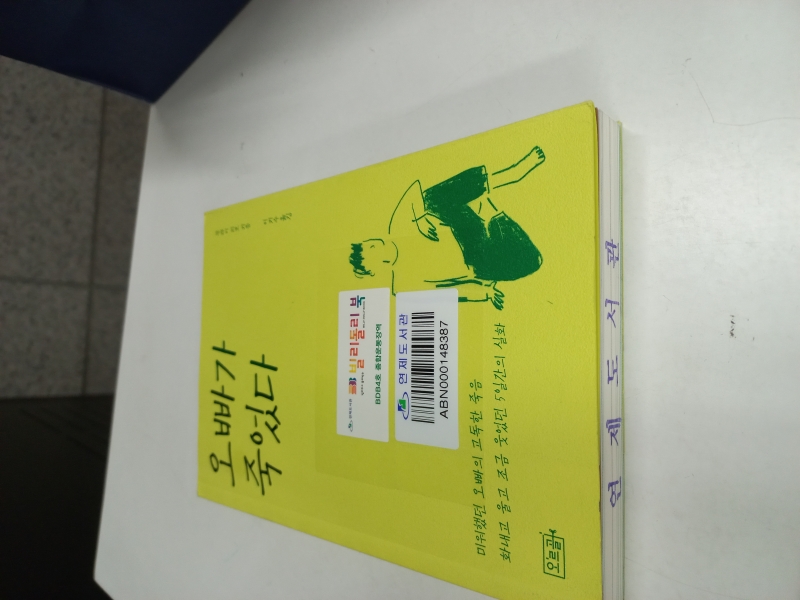 오빠가
죽었다
빌리돌리 북
BDB4호 종합운동장역
연제도서관
ABN000148387
미워했던 오빠의 고독한 죽음
화내고 울고 조금 웃었던 5일간의 실화
오르골
연제도서관